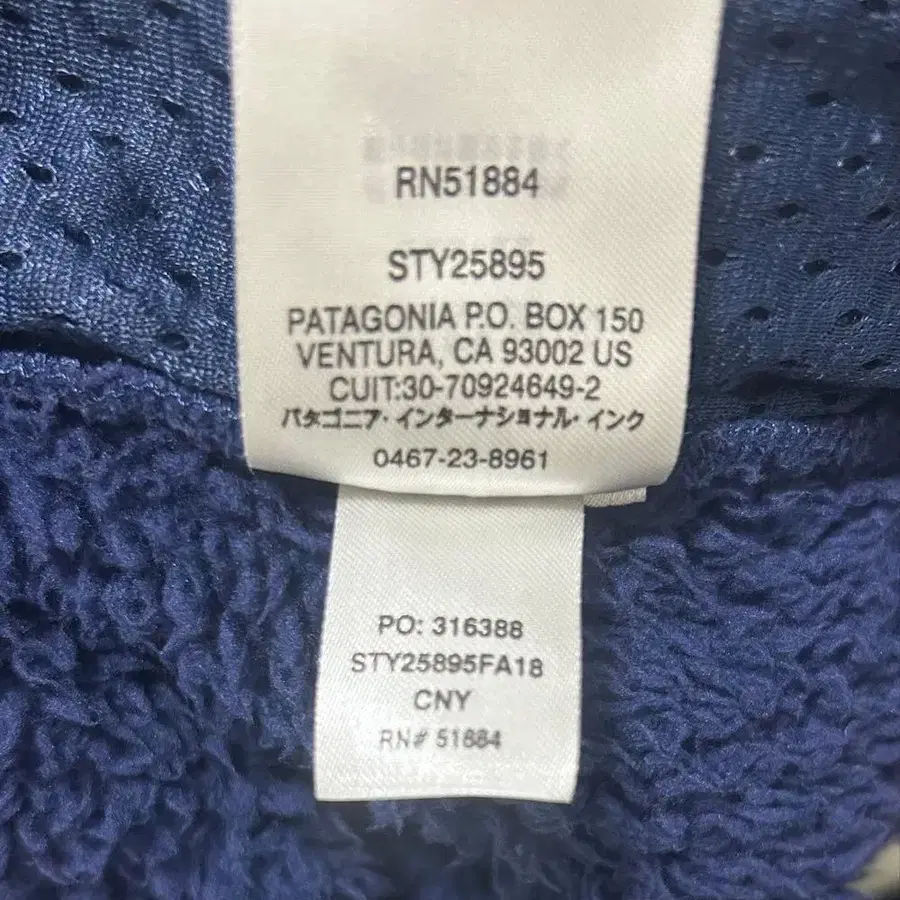 RN51884
STY25895
PATAGONIA P.O. BOX 150
VENTURA, CA 93002 US
CUIT:30-70924649-2
パタゴニア・インターナショナル・インク
0467-23-8961
PO: 316388
STY25895FA18
CNY
RN# 51884